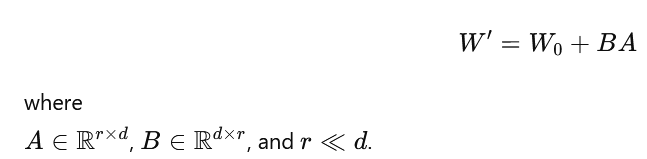 W′ = W₀ + BA
where
A ∈ ℝ^{r×d}, B ∈ ℝ^{d×r}, and r ≪ d.